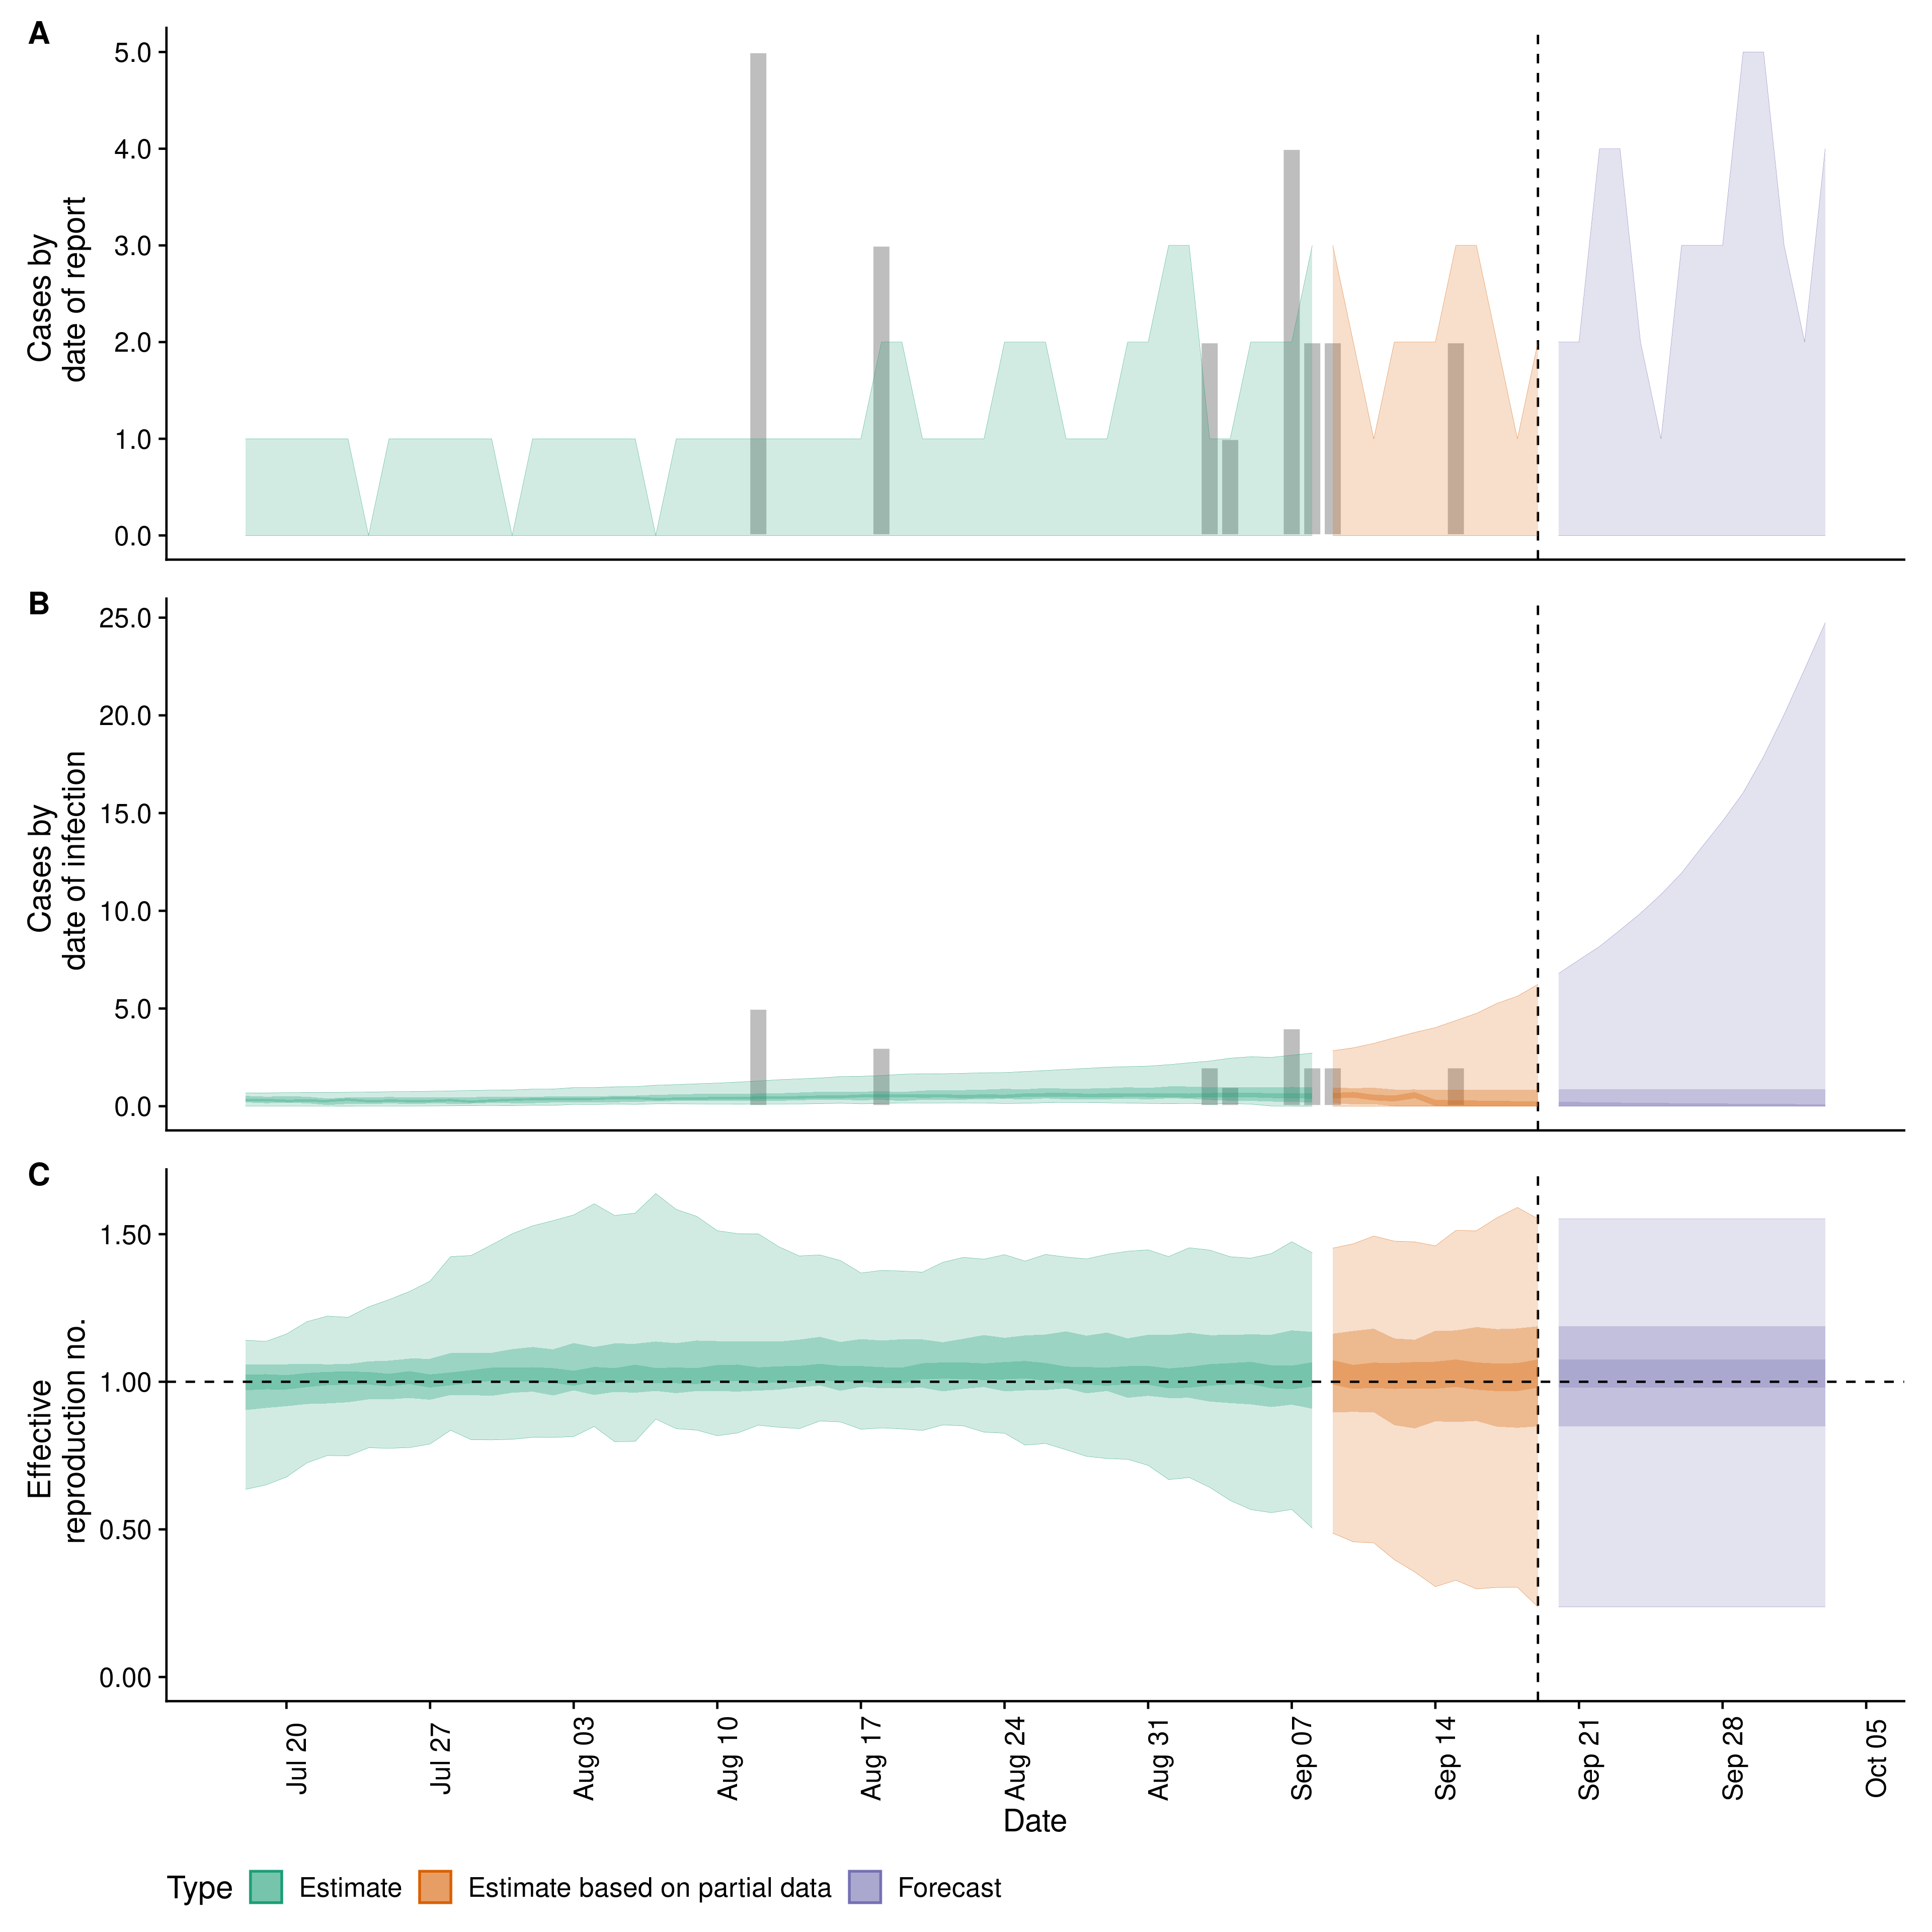 A
5.0
4.0
3.0
2.0
1.0
0.0
Cases by
date of report
B
25.0
20.0
15.0
10.0
5.0
0.0
Cases by
date of infection
C
1.50
1.00
0.50
0.00
Effective
reproduction no.
Jul 20
Jul 27
Aug 03
Aug 10
Aug 17
Aug 24
Aug 31
Sep 07
Sep 14
Sep 21
Sep 28
Oct 05
Date
Type Estimate Estimate based on partial data Forecast